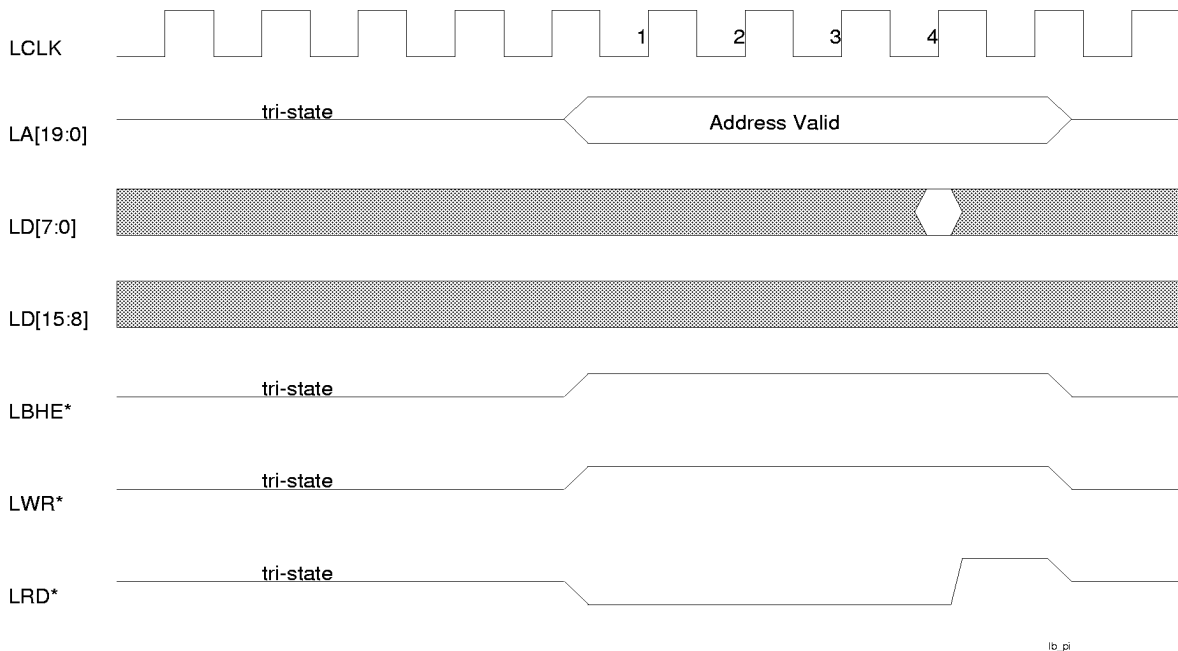 LCLK
1 2 3 4
LA[19:0]
tri-state
Address Valid
LD[7:0]
LD[15:8]
LBHE*
tri-state
LWR*
tri-state
LRD*
tri-state
lb_pi